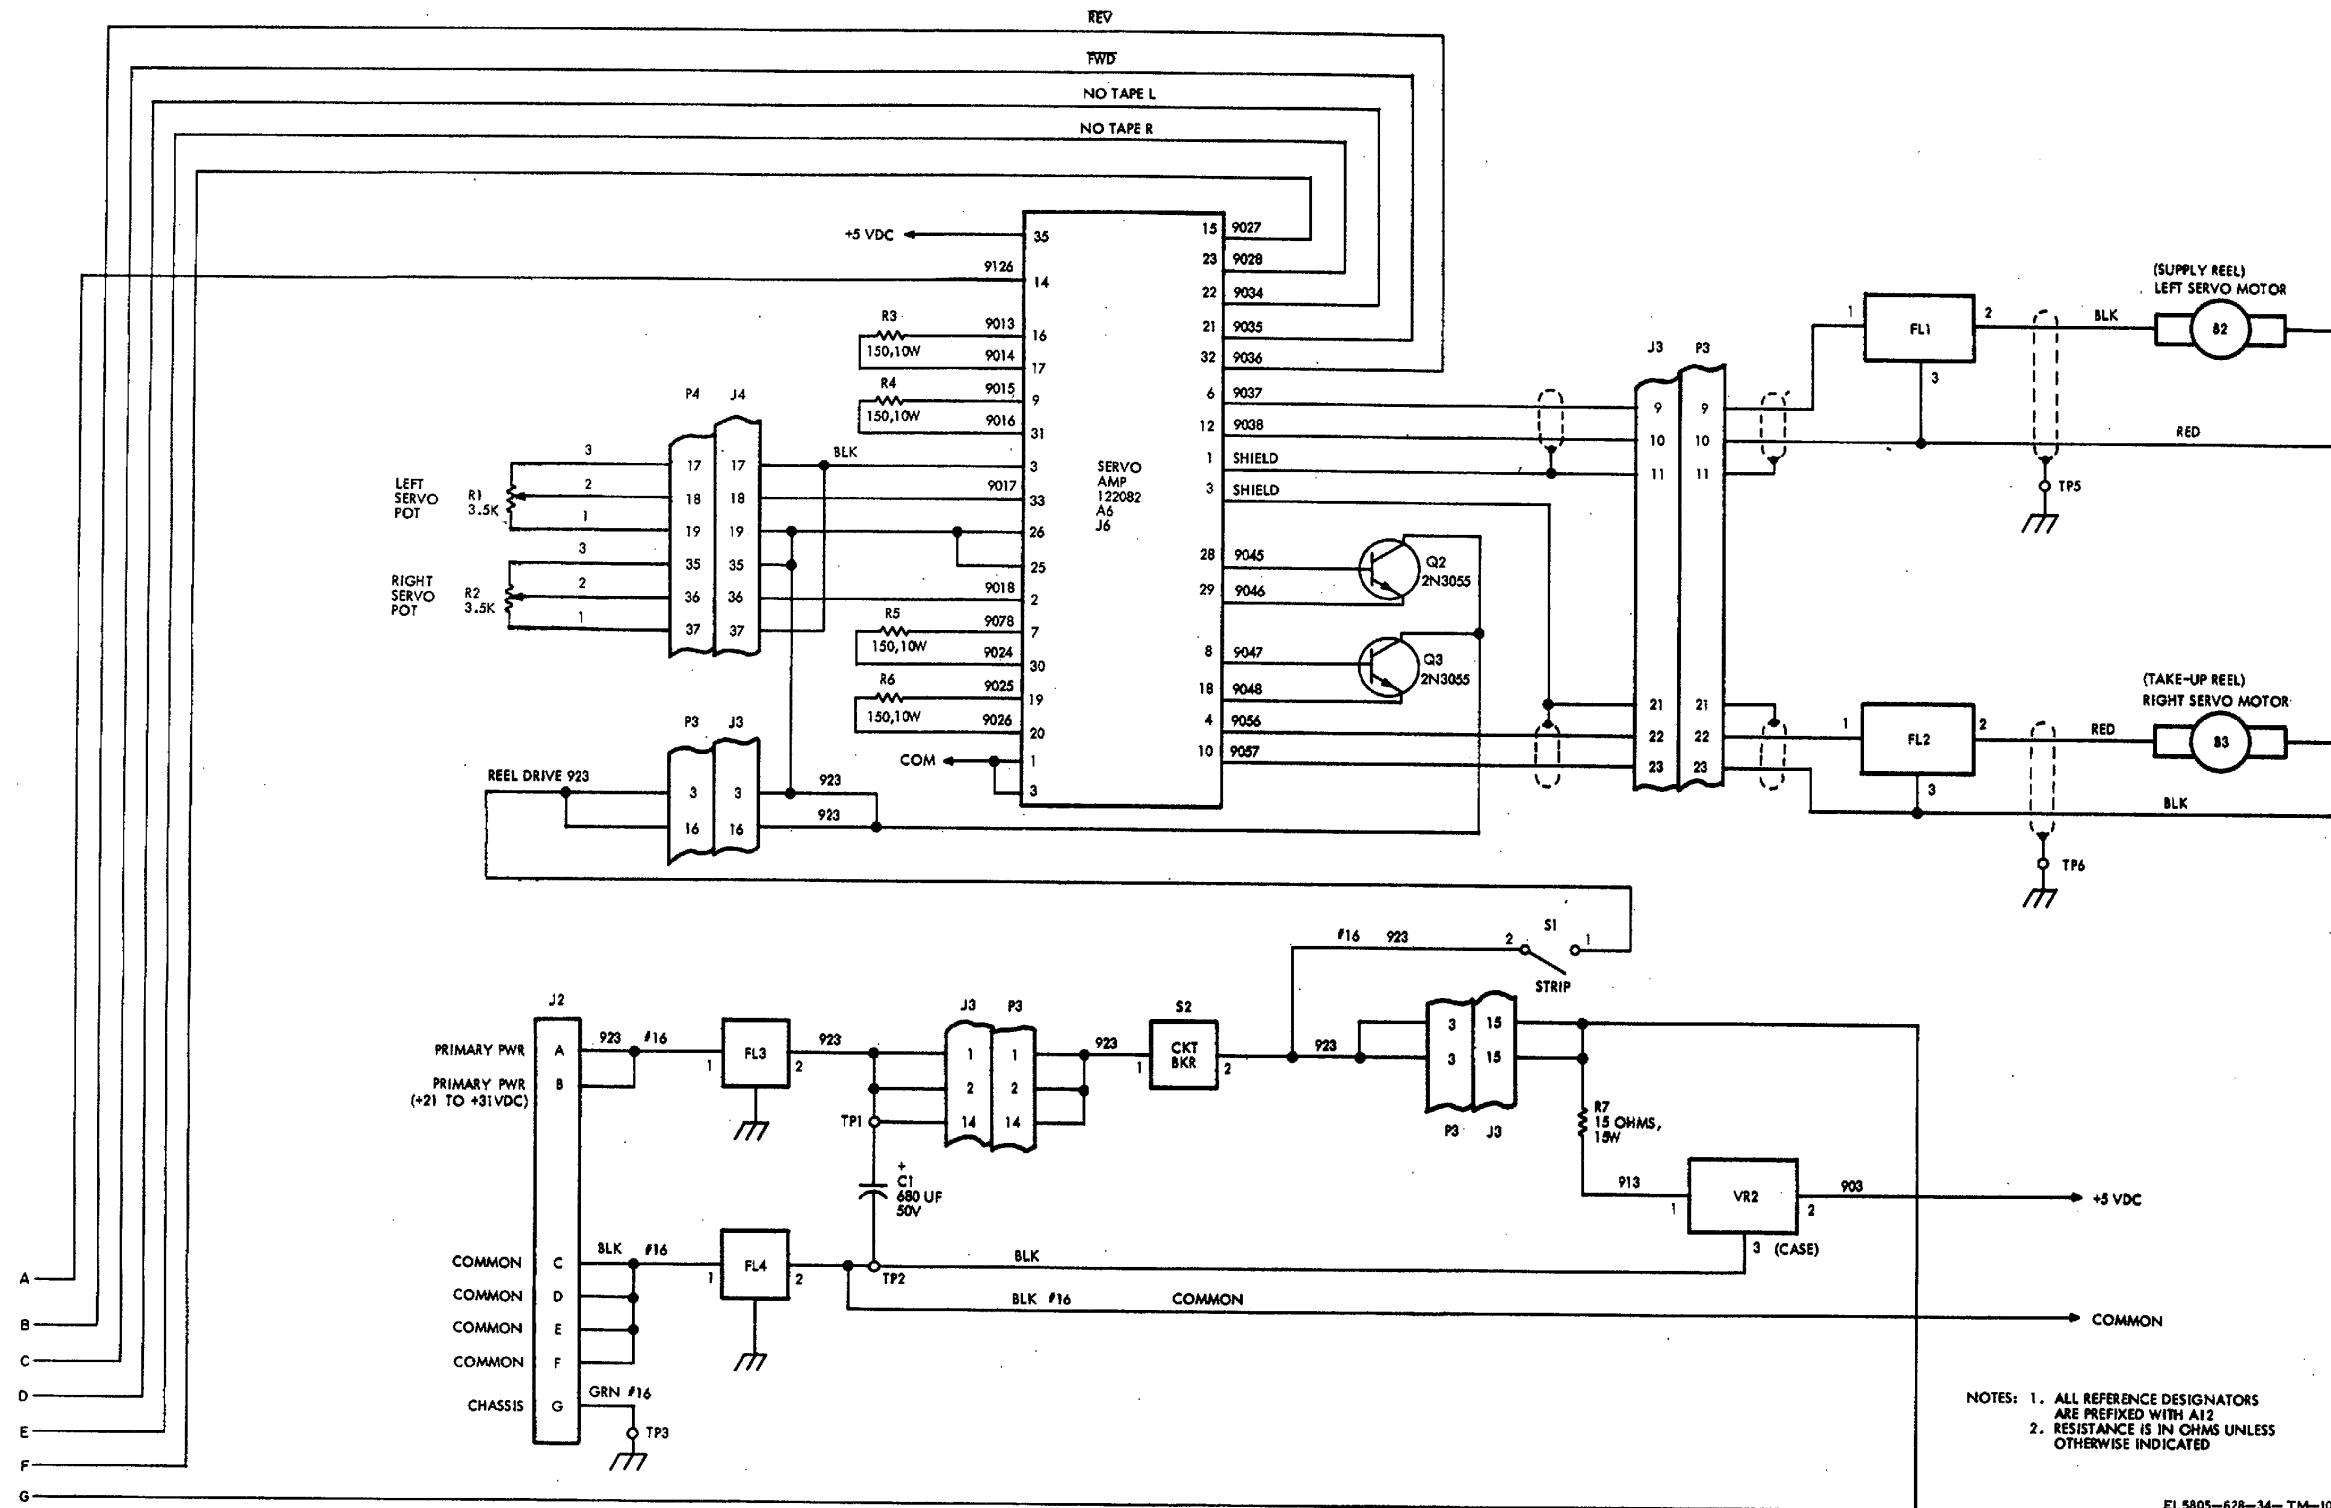 REV
FWD
NO TAPE L
NO TAPE R
+5 VDC
35
15 9027
23 9028
9126
14
22 9034
21 9035
32 9036
R3
150,10W
9013
16
9014
17
R4
150,10W
9015
9
9016
31
6 9037
12 9038
1 SHIELD
3 SHIELD
SERVO
AMP
122082
A6
J6
P4 J4
BLK
3
9017
33
26
25
9018
2
LEFT
SERVO
POT
R1
3.5K
3
2
1
17 17
18 18
19 19
RIGHT
SERVO
POT
R2
3.5K
3
2
1
35 35
36 36
37 37
R5
150,10W
9078
7
9024
30
R6
150,10W
9025
19
9026
20
COM
1
3
28 9045
29 9046
Q2
2N3055
8 9047
18 9048
Q3
2N3055
4 9056
10 9057
J3 P3
9 9
10 10
11 11
21 21
22 22
23 23
1
FL1
2
3
BLK
(SUPPLY REEL)
LEFT SERVO MOTOR
B2
RED
TP5
(TAKE-UP REEL)
RIGHT SERVO MOTOR
1
FL2
2
3
RED
B3
BLK
TP6
P3 J3
REEL DRIVE 923
3 3
923
16 16
923
#16 923
2
S1
1
STRIP
J2
PRIMARY PWR
A
923 #16
PRIMARY PWR
(+21 TO +31VDC)
B
1
FL3
2
923
J3 P3
1 1
2 2
14 14
TP1
923
S2
CKT
BKR
1
2
923
3 15
3 15
P3 J3
R7
15 OHMS,
15W
+
C1
680 UF
50V
913
1
VR2
2
903
+5 VDC
3 (CASE)
COMMON C
BLK #16
COMMON D
COMMON E
COMMON F
1
FL4
2
TP2
BLK
BLK #16 COMMON
COMMON
CHASSIS G
GRN #16
TP3
A
B
C
D
E
F
G
NOTES: 1. ALL REFERENCE DESIGNATORS
ARE PREFIXED WITH A12
2. RESISTANCE IS IN OHMS UNLESS
OTHERWISE INDICATED